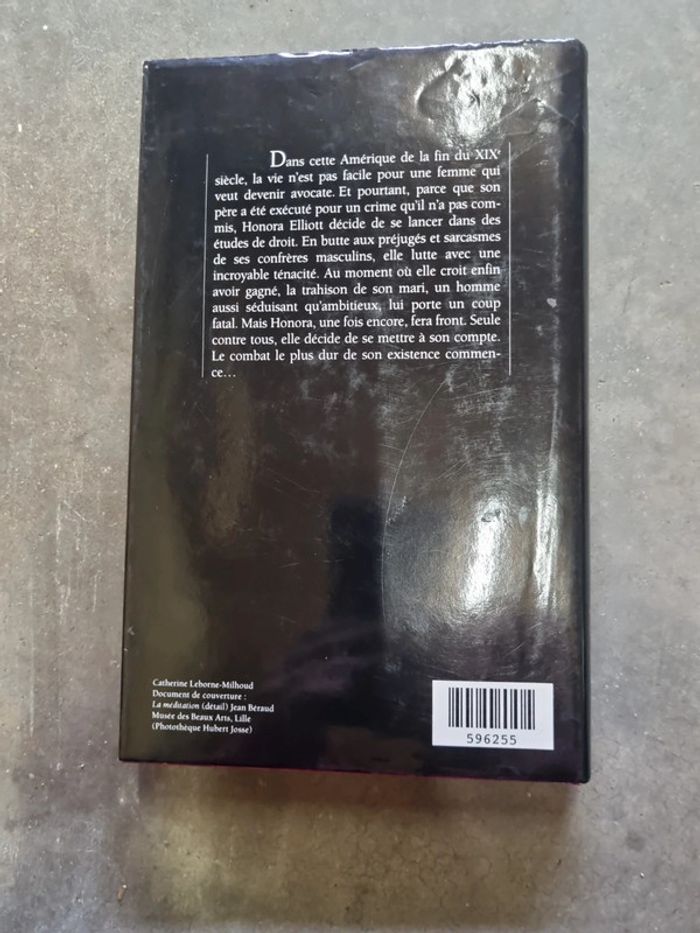 Dans cette Amérique de la fin du XIXe
siècle, la vie n'est pas facile pour une femme qui
veut devenir avocate. Et pourtant, parce que son
père a été exécuté pour un crime qu'il n'a pas com-
mis, Honora Elliott décide de se lancer dans des
études de droit. En butte aux préjugés et sarcasmes
de ses confrères masculins, elle lutte avec une
incroyable ténacité. Au moment où elle croit enfin
avoir gagné, la trahison de son mari, un homme
aussi séduisant qu'ambitieux, lui porte un coup
fatal. Mais Honora, une fois encore, fera front. Seule
contre tous, elle décide de se mettre à son compte.
Le combat le plus dur de son existence commen-
ce...
Catherine Leborne-Milhoud
Document de couverture :
La méditation (détail) Jean Béraud
Musée des Beaux Arts, Lille
(Photothèque Hubert Josse)
596255